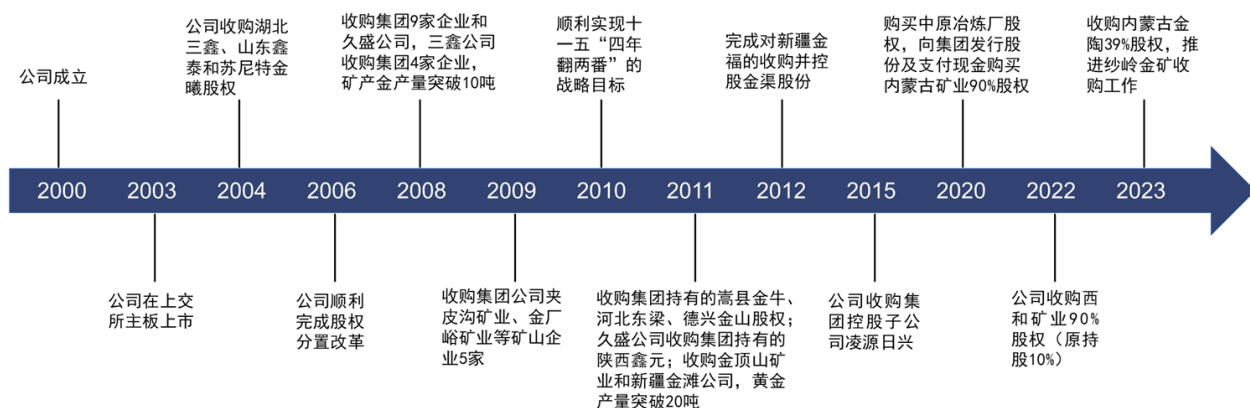 公司成立
公司收购湖北
三鑫、山东鑫
泰和苏尼特金
曦股权
收购集团9家企业和
久盛公司，三鑫公司
收购集团4家企业，
矿产金产量突破10吨
顺利实现十
一五“四年
翻两番”的
战略目标
完成对新疆金
福的收购并控
股金渠股份
购买中原冶炼厂股
权，向集团发行股
份及支付现金购买
内蒙古矿业90%股权
收购内蒙古金
陶39%股权，推
进纱岭金矿收
购工作
2000 2003 2004 2006 2008 2009 2010 2011 2012 2015 2020 2022 2023
公司在上交
所主板上市
公司顺利
完成股权
分置改革
收购集团公司夹
皮沟矿业、金厂
峪矿业等矿山企
业5家
收购集团持有的嵩县金牛、
河北东梁、德兴金山股权；
久盛公司收购集团持有的
陕西鑫元；收购金顶山矿
业和新疆金滩公司，黄金
产量突破20吨
公司收购集
团控股子公
司凌源日兴
公司收购西
和矿业90%
股权（原持
股10%）